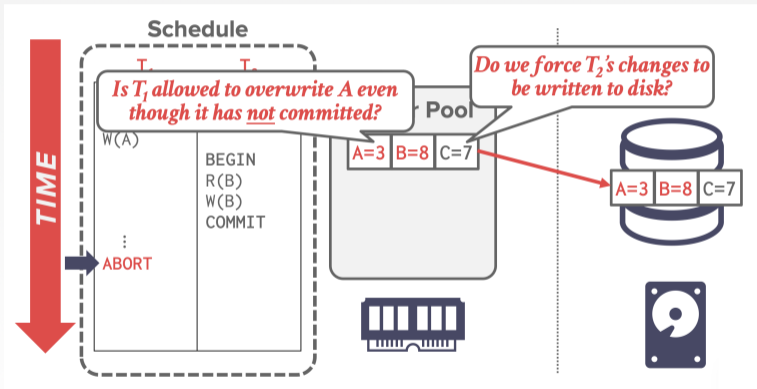 Schedule
Is T1 allowed to overwrite A even
though it has not committed?
Do we force T2's changes to
be written to disk?
Pool
TIME
W(A)
BEGIN
R(B)
W(B)
COMMIT
⋮
ABORT
A=3 B=8 C=7
A=3 B=8 C=7